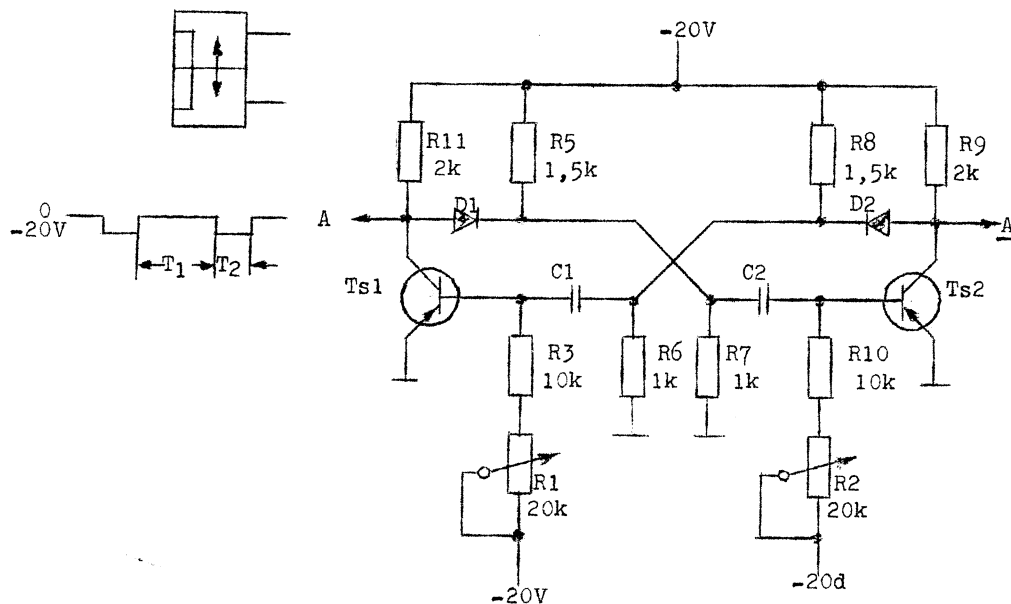 -20V
R11
2k
R5
1,5k
R8
1,5k
R9
2k
0
-20V
A
D1
D2
A
T1
T2
Ts1
C1
C2
Ts2
R3
10k
R6
1k
R7
1k
R10
10k
R1
20k
R2
20k
-20V
-20d